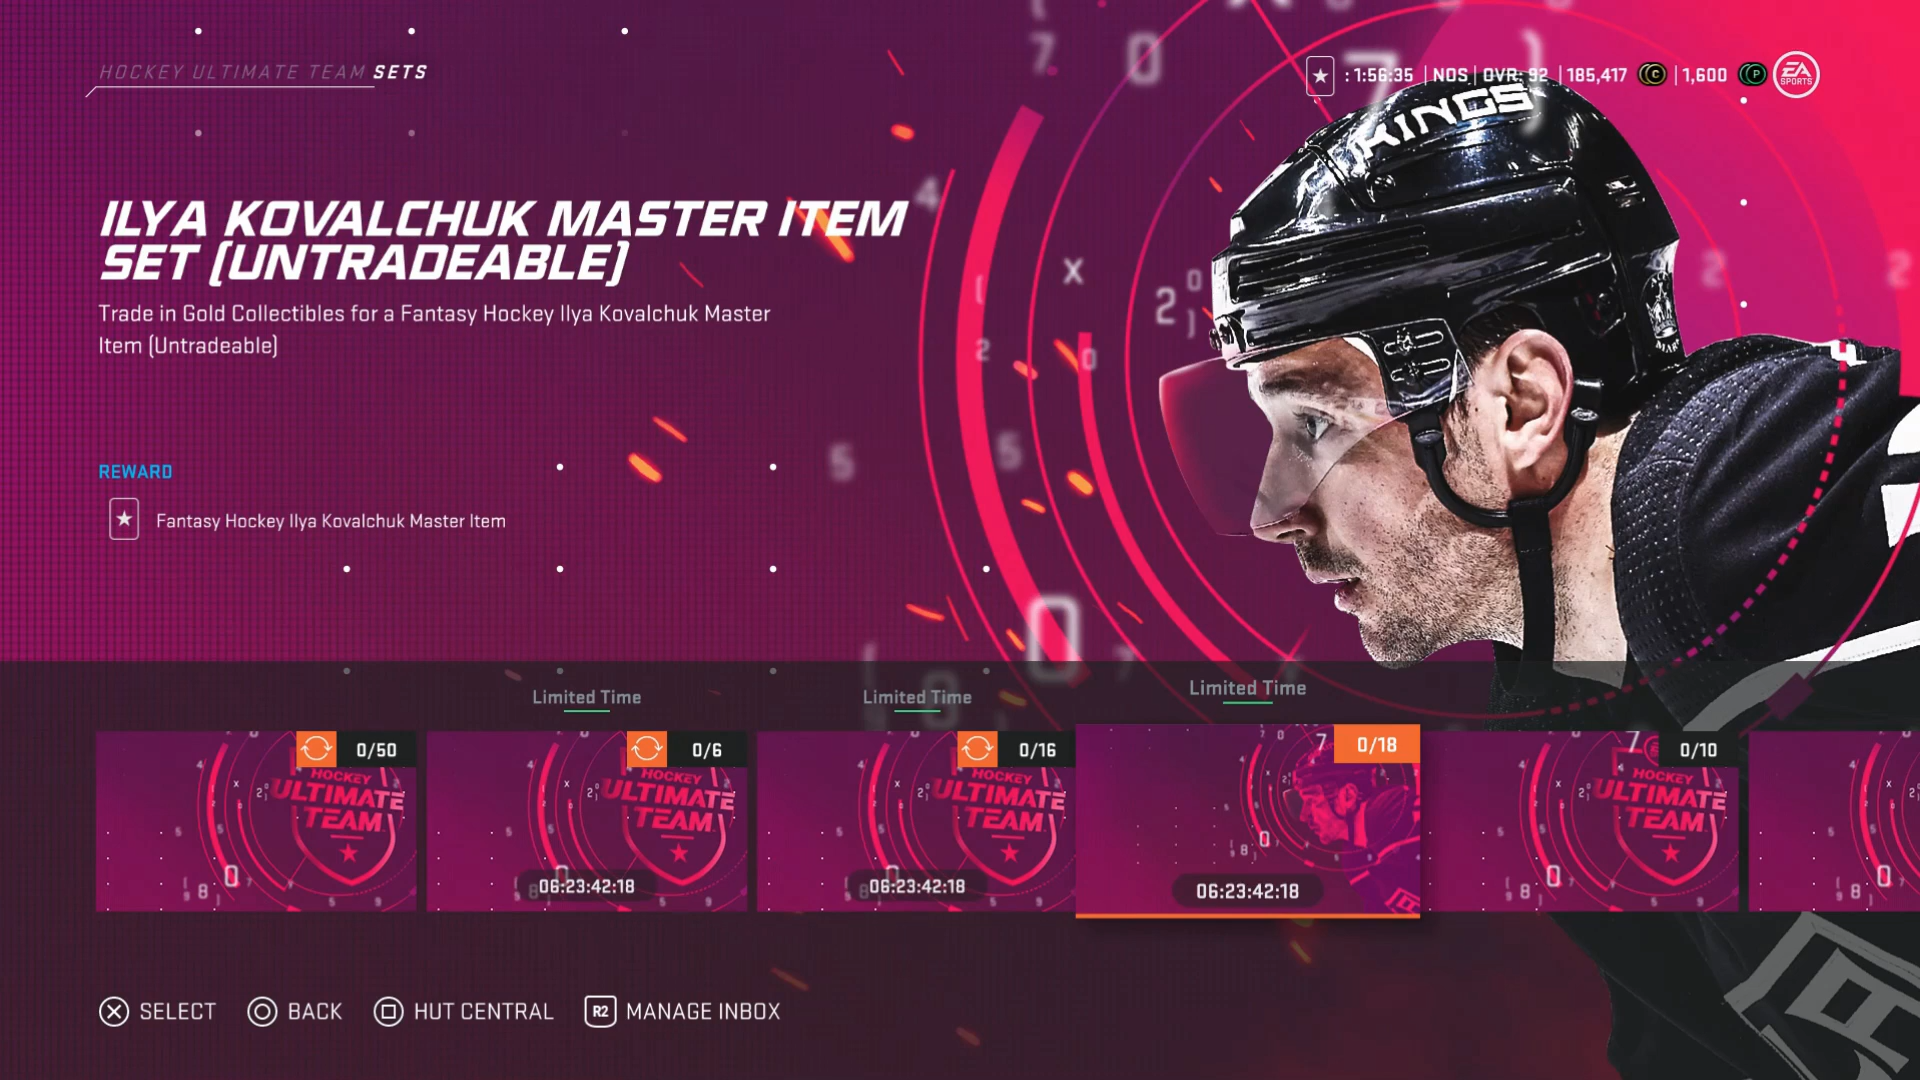 HOCKEY ULTIMATE TEAM SETS
: 1:56:35 | NOS | OVR: 92 | 185,417 C | 1,600 P EA SPORTS
KINGS
ILYA KOVALCHUK MASTER ITEM
SET (UNTRADEABLE)
Trade in Gold Collectibles for a Fantasy Hockey Ilya Kovalchuk Master
Item (Untradeable)
REWARD
Fantasy Hockey Ilya Kovalchuk Master Item
Limited Time
Limited Time
Limited Time
0/50
0/6
0/16
0/18
0/10
HOCKEY
ULTIMATE
TEAM
HOCKEY
ULTIMATE
TEAM
HOCKEY
ULTIMATE
TEAM
HOCKEY
ULTIMATE
TEAM
06:23:42:18
06:23:42:18
06:23:42:18
SELECT
BACK
HUT CENTRAL
R2 MANAGE INBOX